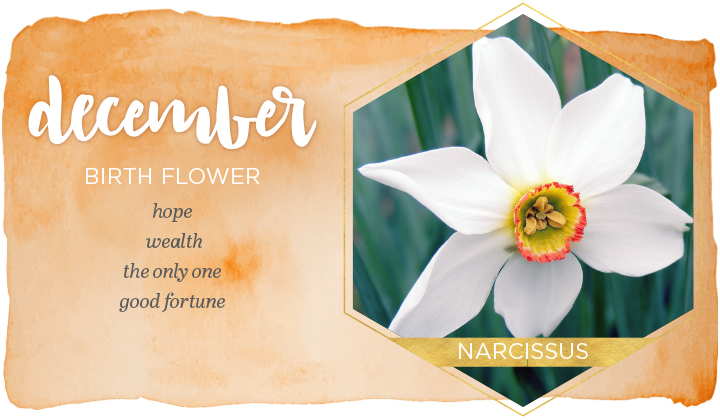 december
BIRTH FLOWER
hope
wealth
the only one
good fortune
NARCISSUS